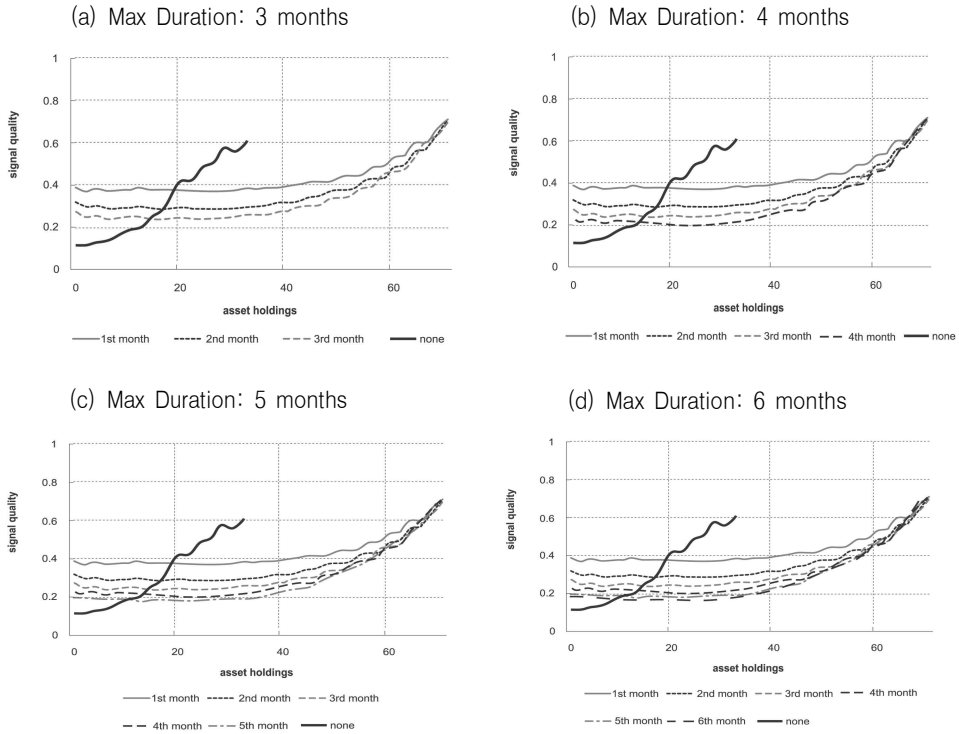 (a) Max Duration: 3 months
1
0.8
0.6
0.4
0.2
0
signal quality
0 20 40 60
asset holdings
1st month 2nd month 3rd month none
(b) Max Duration: 4 months
1
0.8
0.6
0.4
0.2
0
signal quality
0 20 40 60
asset holdings
1st month 2nd month 3rd month 4th month none
(c) Max Duration: 5 months
1
0.8
0.6
0.4
0.2
0
signal quality
0 20 40 60
asset holdings
1st month 2nd month 3rd month
4th month 5th month none
(d) Max Duration: 6 months
1
0.8
0.6
0.4
0.2
0
signal quality
0 20 40 60
asset holdings
1st month 2nd month 3rd month 4th month
5th month 6th month none